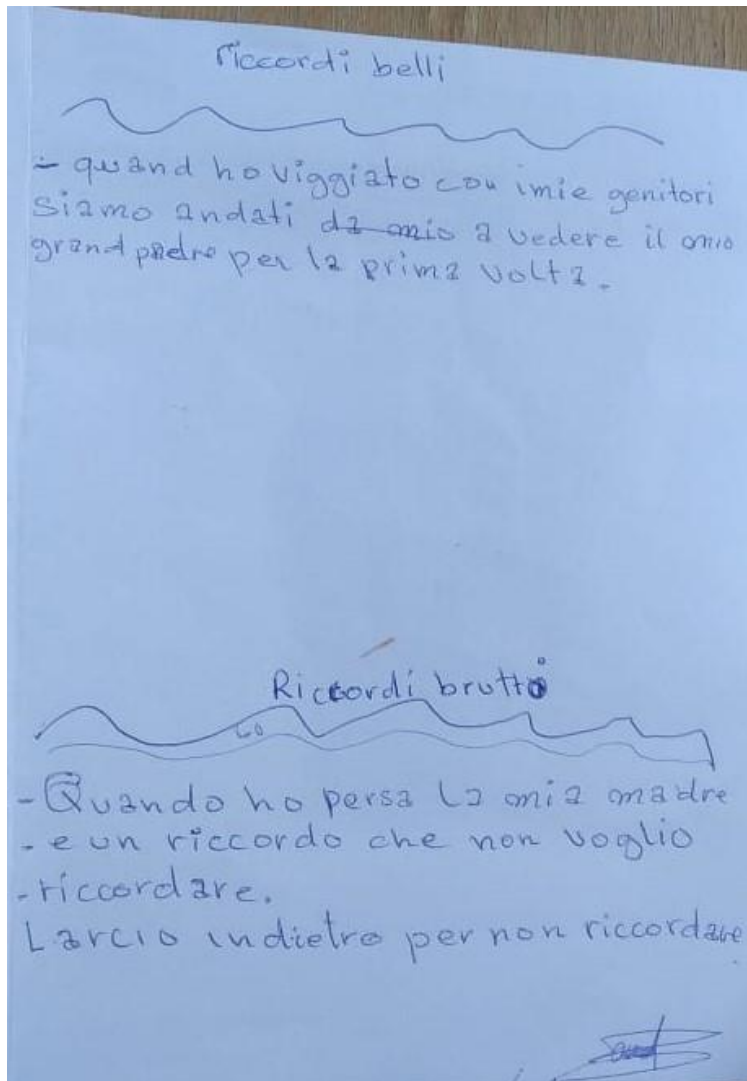 riccordi belli
- quand ho viggiato con imie genitori
siamo andati da mio a vedere il mio
grand padre per la prima volta.
Riccordi brutti
- Quando ho persa la mia madre
- e un riccordo che non voglio
- riccordare.
Larcio indietro per non riccordare